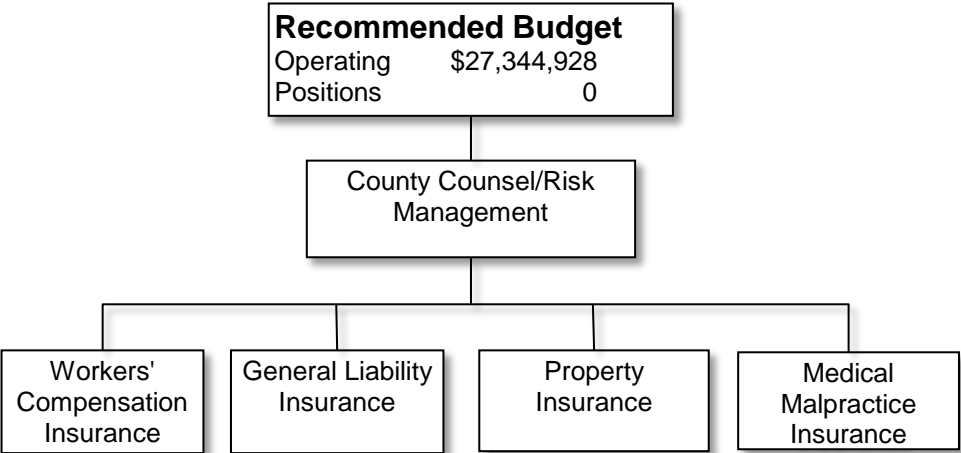 Recommended Budget
Operating $27,344,928
Positions 0
County Counsel/Risk
Management
Workers'
Compensation
Insurance
General Liability
Insurance
Property
Insurance
Medical
Malpractice
Insurance